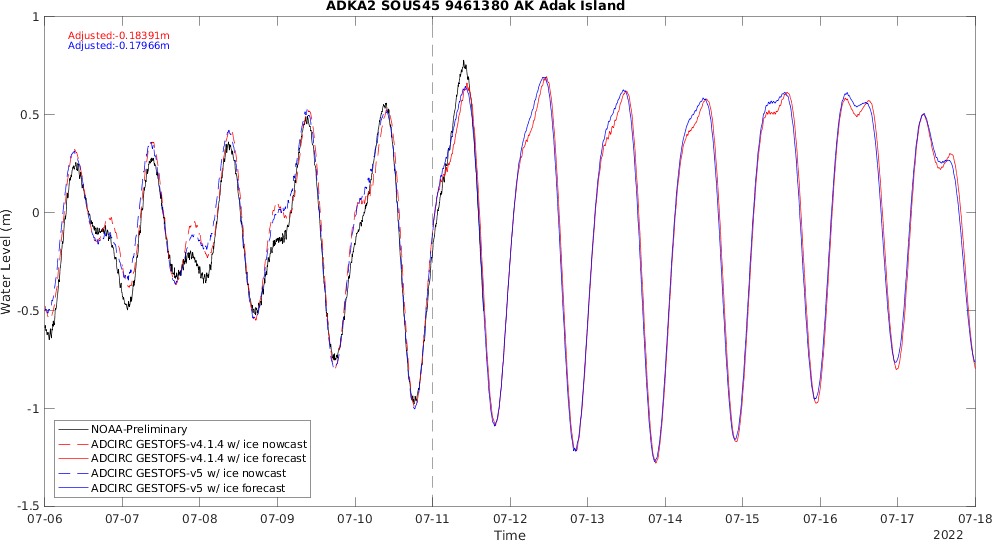 ADKA2 SOUS45 9461380 AK Adak Island
Adjusted:-0.18391m
Adjusted:-0.17966m
1
0.5
0
-0.5
-1
-1.5
Water Level (m)
NOAA-Preliminary
ADCIRC GESTOFS-v4.1.4 w/ ice nowcast
ADCIRC GESTOFS-v4.1.4 w/ ice forecast
ADCIRC GESTOFS-v5 w/ ice nowcast
ADCIRC GESTOFS-v5 w/ ice forecast
07-06 07-07 07-08 07-09 07-10 07-11 07-12 07-13 07-14 07-15 07-16 07-17 07-18
Time
2022